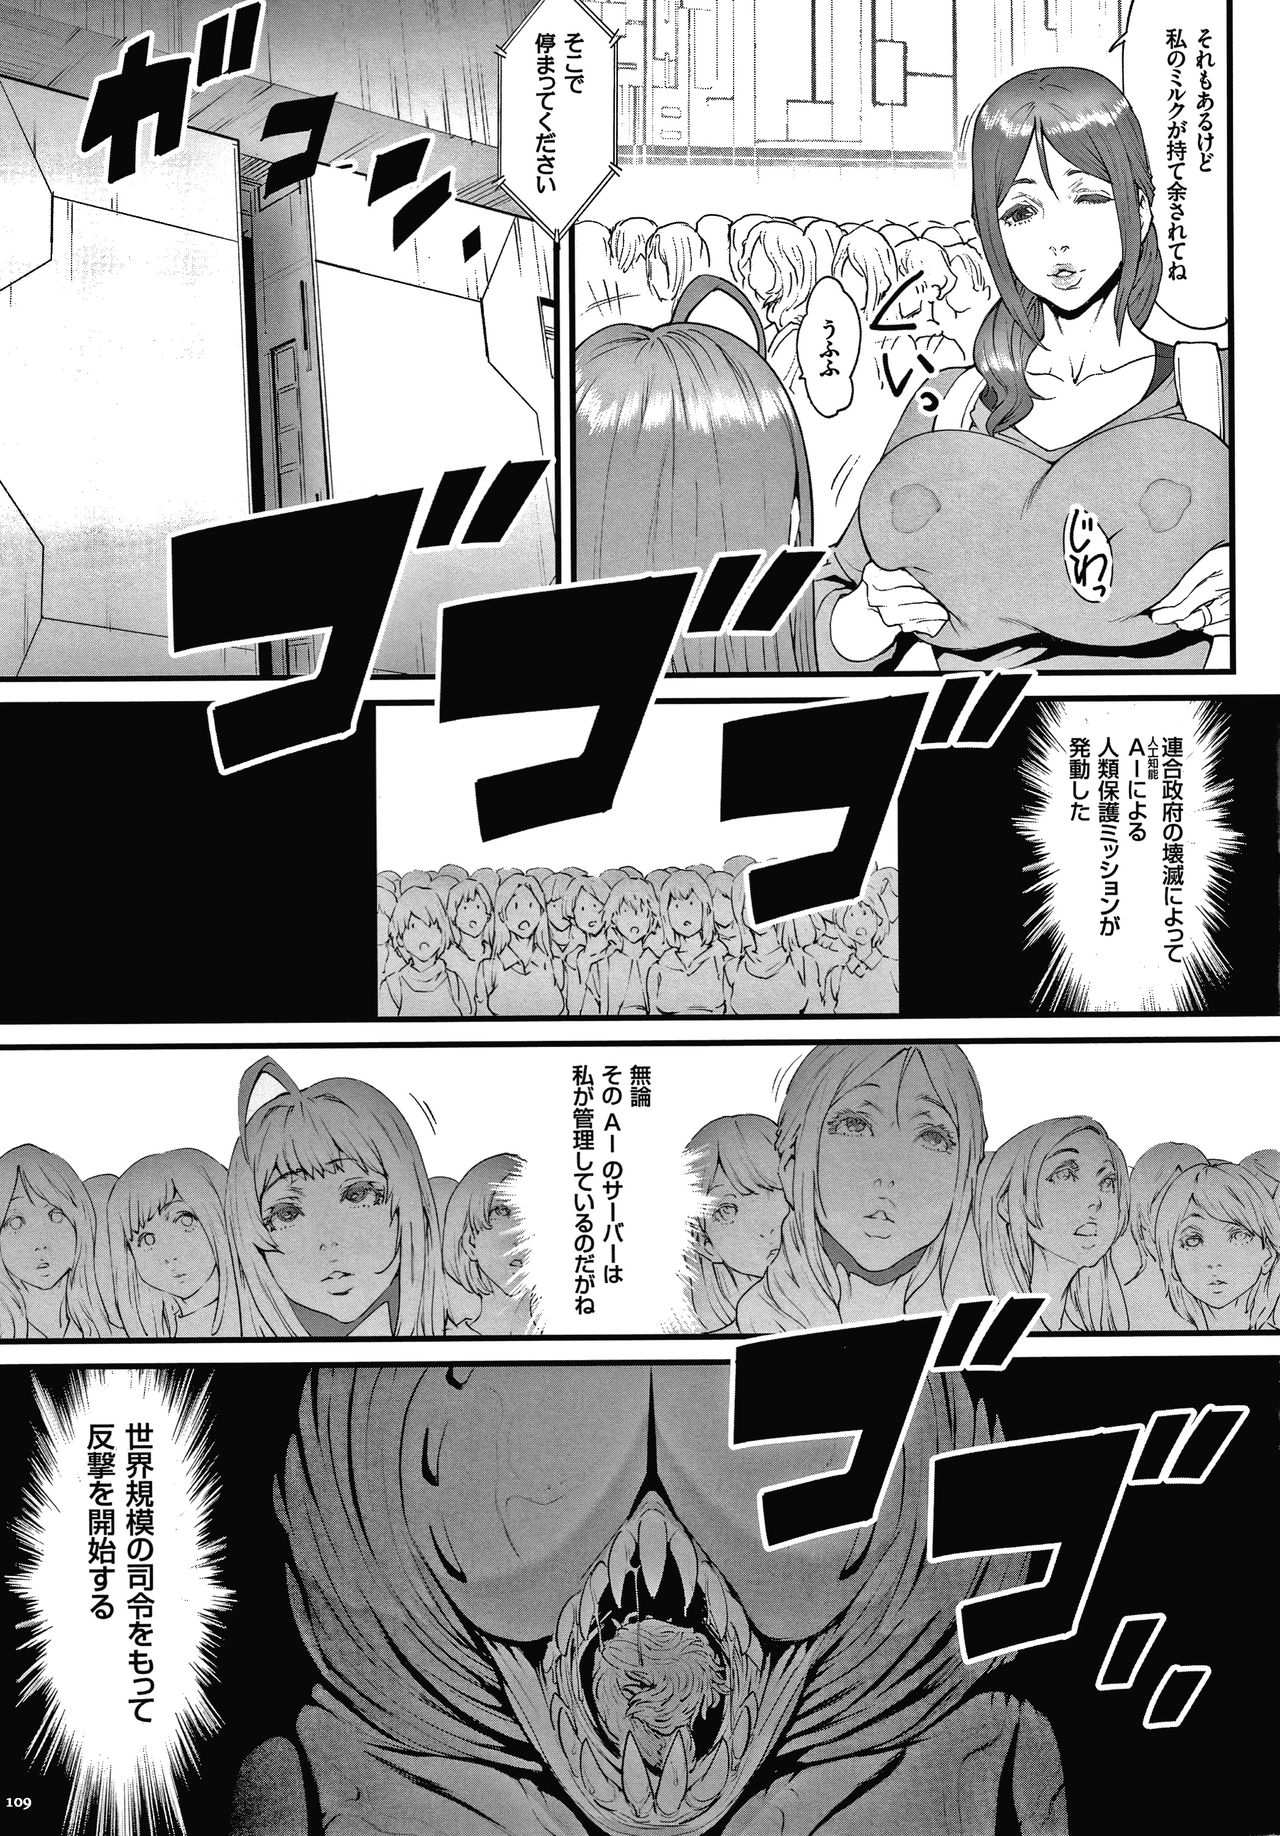 それもあるけど
私のミルクが持て余されてね
くぃっ
じわっ
うふふ
そこで
停まってください
ガコ…
ゴゴゴ
連合政府の壊滅によって
AIによる
人工知能
人類保護ミッションが
発動した
無論
そのAIのサーバーは
私が管理しているのだがね
ゴゴ…
世界規模の司令をもって
反撃を開始する
109